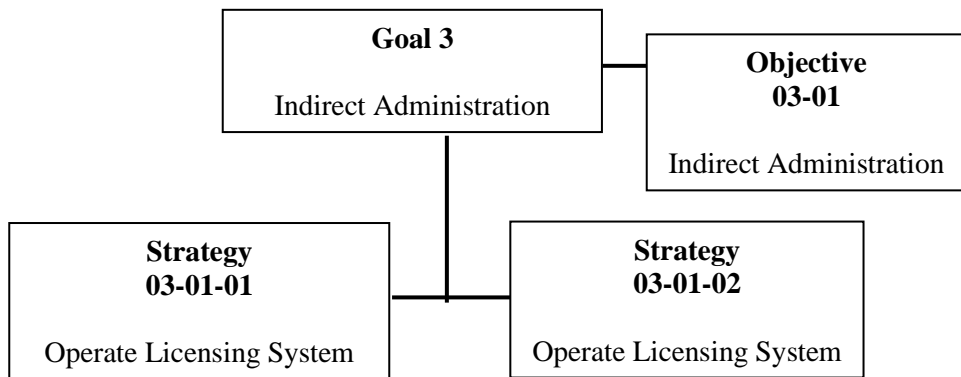 Goal 3
Indirect Administration
Objective
03-01
Indirect Administration
Strategy
03-01-01
Operate Licensing System
Strategy
03-01-02
Operate Licensing System